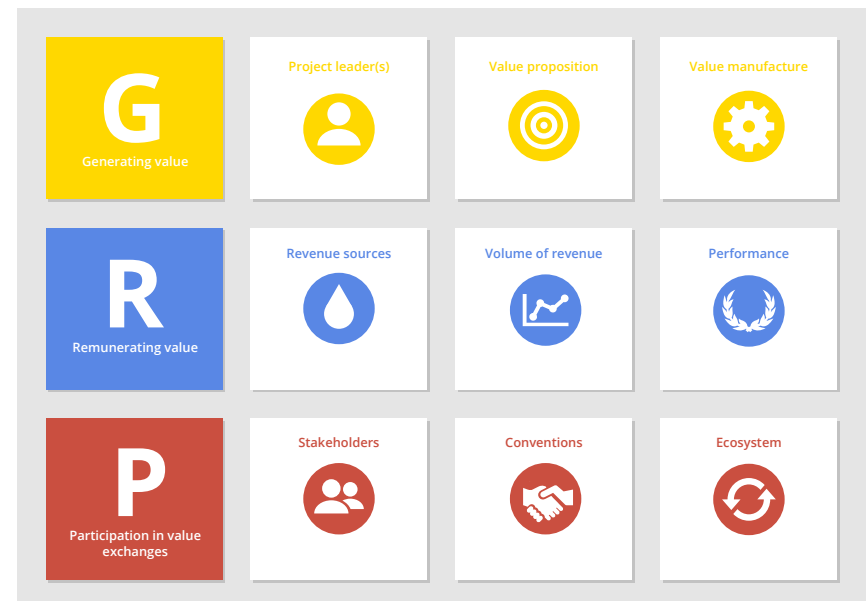 G
Generating value
Project leader(s)
Value proposition
Value manufacture
R
Remunerating value
Revenue sources
Volume of revenue
Performance
P
Participation in value
exchanges
Stakeholders
Conventions
Ecosystem